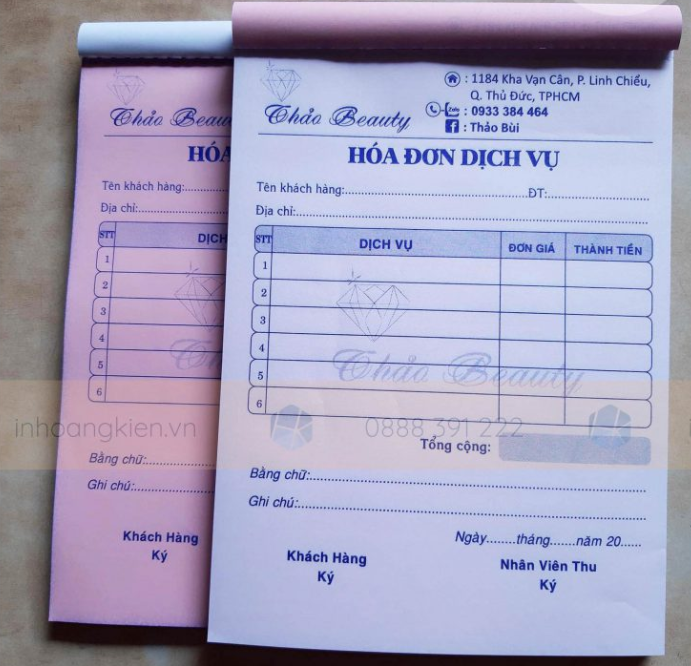 Thảo Beauty
: 1184 Kha Vạn Cân, P. Linh Chiểu,
Q. Thủ Đức, TPHCM
Zalo : 0933 384 464
: Thảo Bùi
HÓA ĐƠN DỊCH VỤ
Tên khách hàng:............ĐT:............
Địa chỉ:............
STT DỊCH VỤ ĐƠN GIÁ THÀNH TIỀN
1
2
3
4
5
6
Thảo Beauty
Tổng cộng:
Bằng chữ:............
Ghi chú:............
Ngày........tháng.......năm 20......
Khách Hàng Nhân Viên Thu
Ký Ký
Thảo Beau
HÓA
Tên khách hàng:............
Địa chỉ:............
STT DỊCH
1
2
3
4
5
6
Bằng chữ:............
Ghi chú:............
Khách Hàng
Ký
inhoangkien.vn 0888 391 222